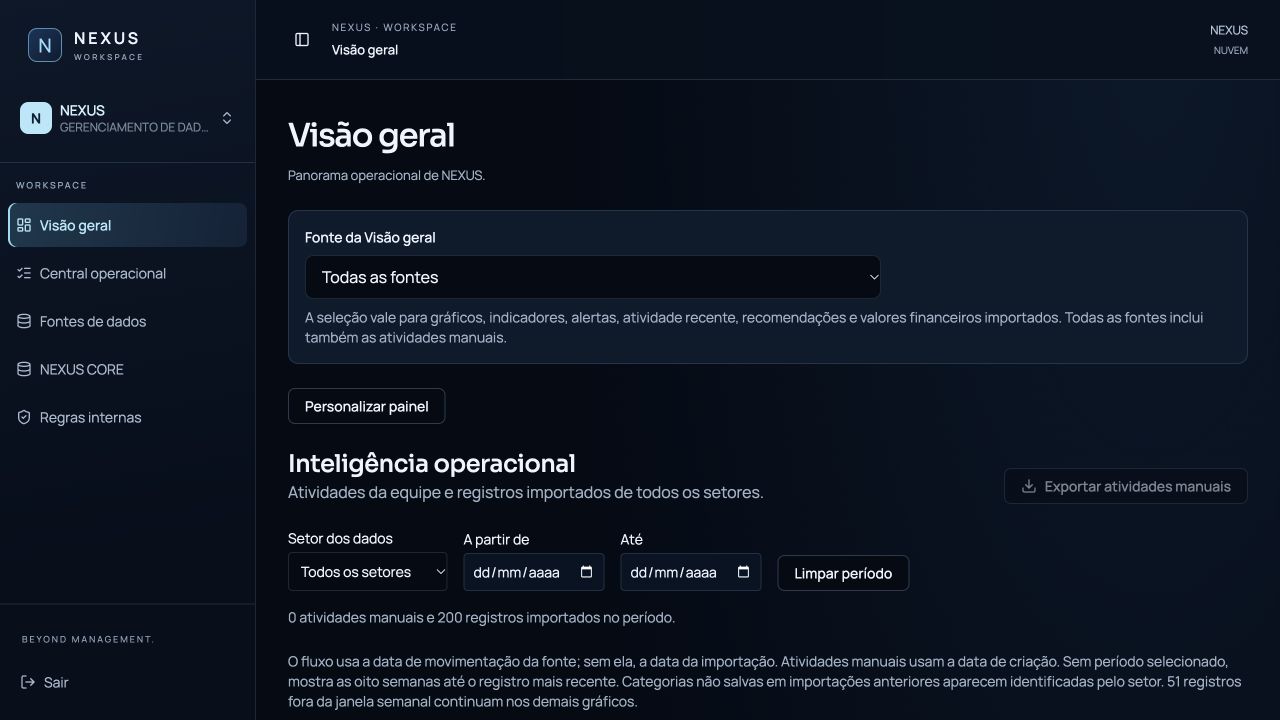 N
NEXUS
WORKSPACE
N
NEXUS
GERENCIAMENTO DE DAD...
WORKSPACE
Visão geral
Central operacional
Fontes de dados
NEXUS CORE
Regras internas
BEYOND MANAGEMENT.
Sair
NEXUS · WORKSPACE
Visão geral
NEXUS
NUVEM
Visão geral
Panorama operacional de NEXUS.
Fonte da Visão geral
Todas as fontes
A seleção vale para gráficos, indicadores, alertas, atividade recente, recomendações e valores financeiros importados. Todas as fontes inclui
também as atividades manuais.
Personalizar painel
Inteligência operacional
Atividades da equipe e registros importados de todos os setores.
Exportar atividades manuais
Setor dos dados
Todos os setores
A partir de
dd/mm/aaaa
Até
dd/mm/aaaa
Limpar período
0 atividades manuais e 200 registros importados no período.
O fluxo usa a data de movimentação da fonte; sem ela, a data da importação. Atividades manuais usam a data de criação. Sem período selecionado,
mostra as oito semanas até o registro mais recente. Categorias não salvas em importações anteriores aparecem identificadas pelo setor. 51 registros
fora da janela semanal continuam nos demais gráficos.